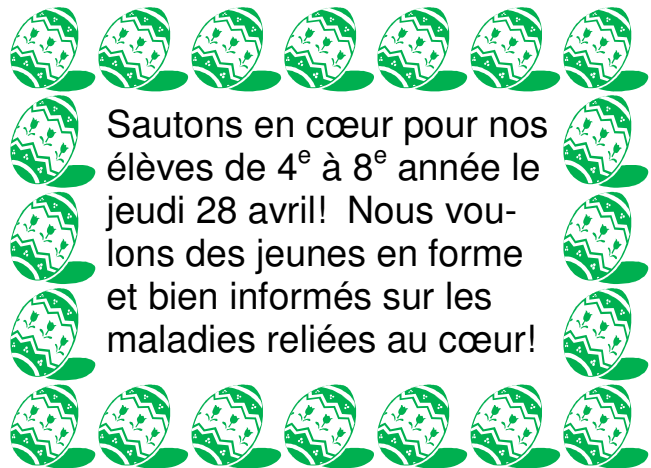 Sautons en cœur pour nos
élèves de 4ᵉ à 8ᵉ année le
jeudi 28 avril!  Nous vou-
lons des jeunes en forme
et bien informés sur les
maladies reliées au cœur!